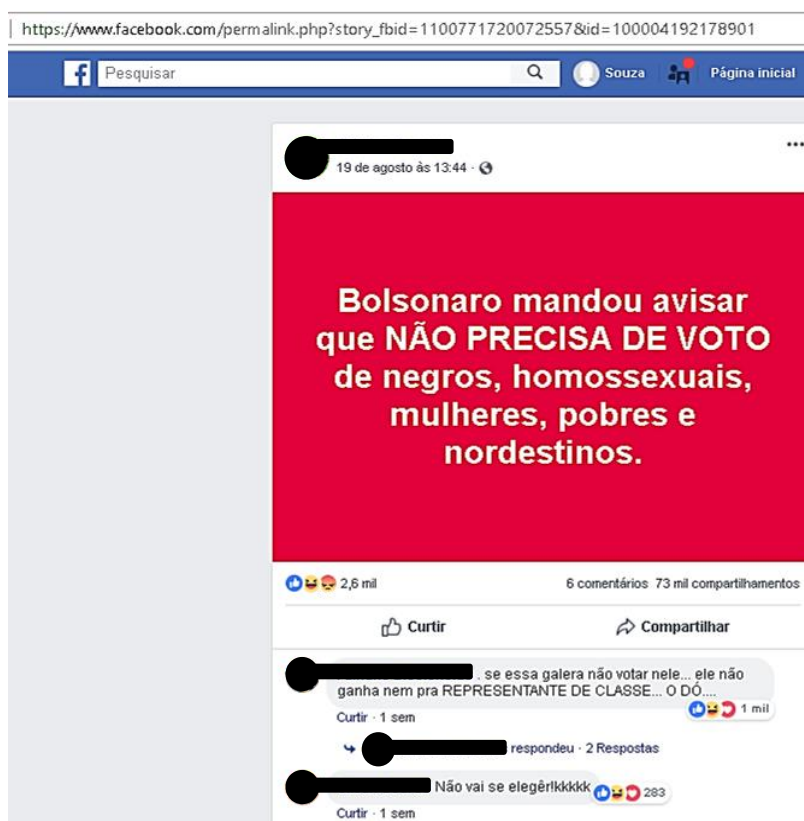 https://www.facebook.com/permalink.php?story_fbid=1100771720072557&id=100004192178901
f Pesquisar Souza Página inicial
19 de agosto às 13:44 ·
Bolsonaro mandou avisar
que NÃO PRECISA DE VOTO
de negros, homossexuais,
mulheres, pobres e
nordestinos.
2,6 mil 6 comentários 73 mil compartilhamentos
Curtir Compartilhar
. se essa galera não votar nele... ele não
ganha nem pra REPRESENTANTE DE CLASSE... O DÓ....
1 mil
Curtir · 1 sem
respondeu · 2 Respostas
Não vai se elegêr!kkkkk 283
Curtir · 1 sem